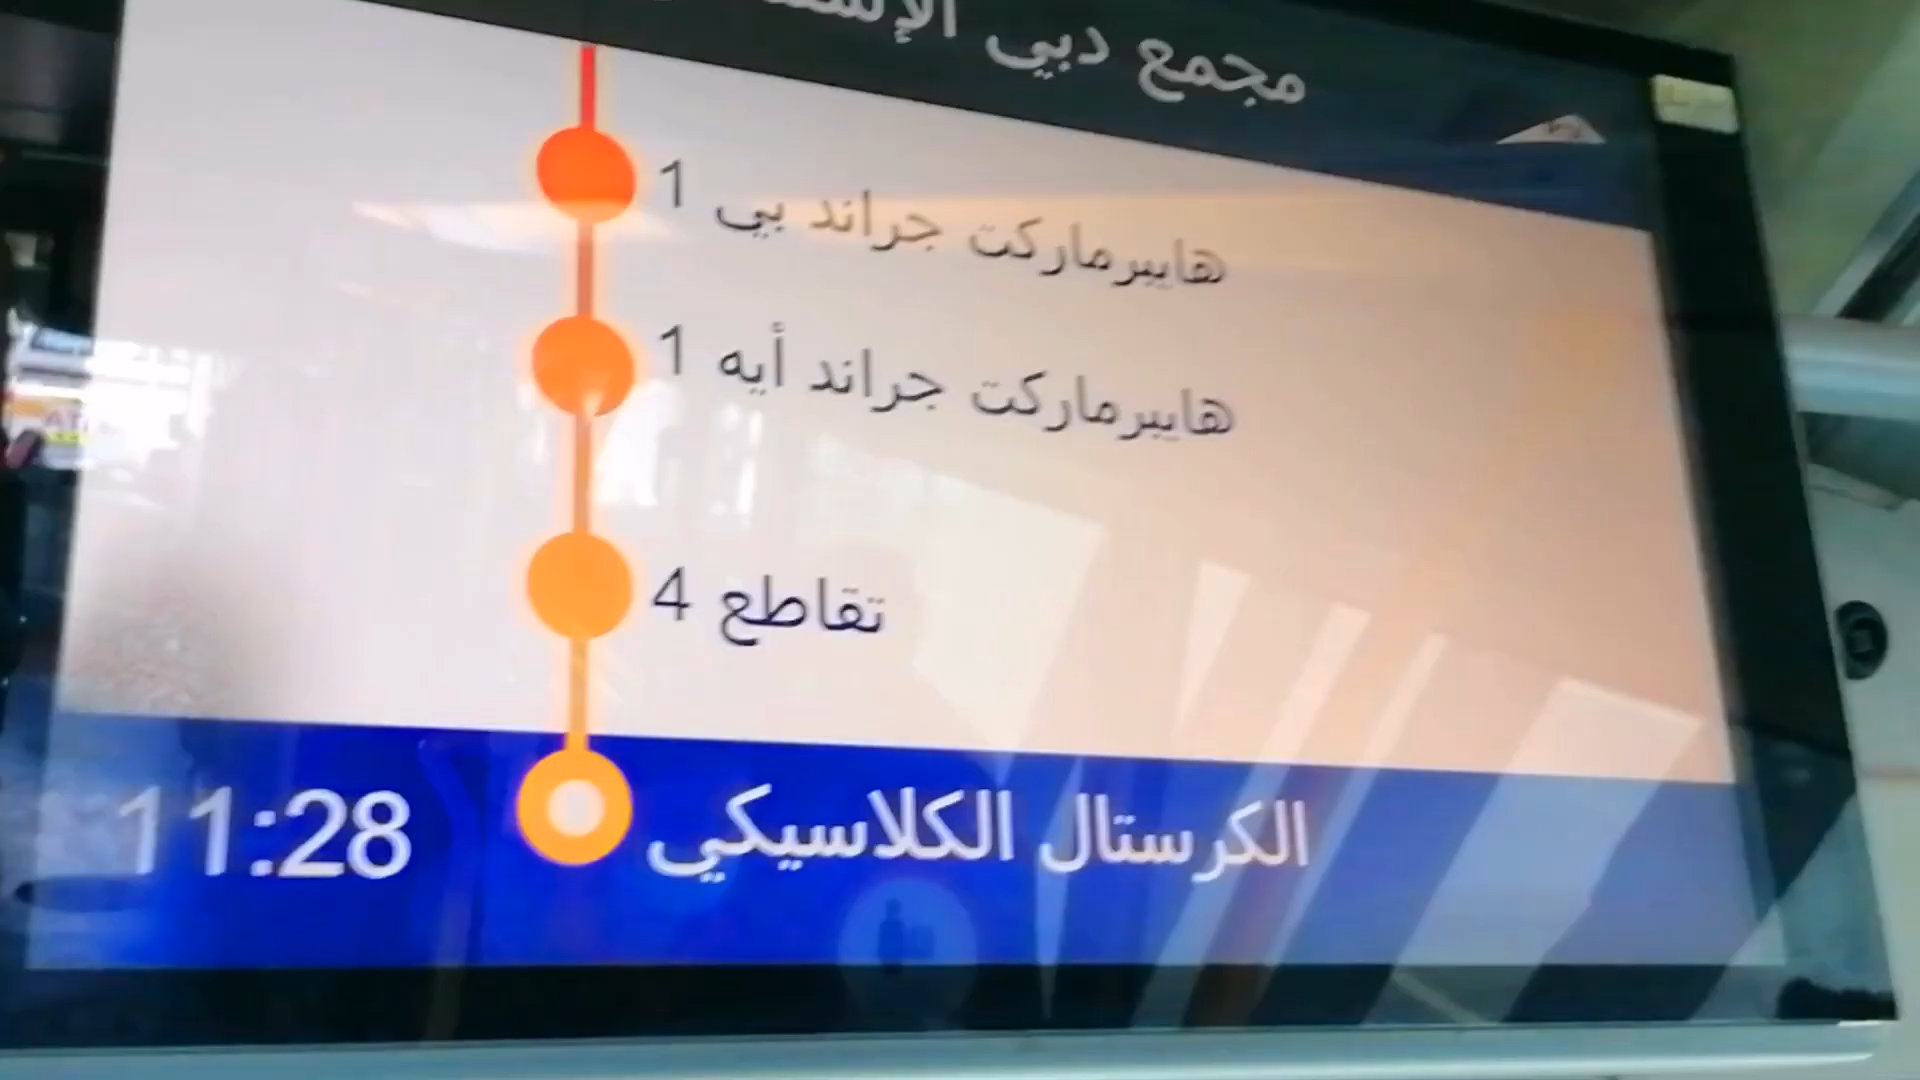 مجمع دبي
هايبرماركت جراند بي 1
هايبرماركت جراند أيه 1
تقاطع 4
الكرستال الكلاسيكي
11:28